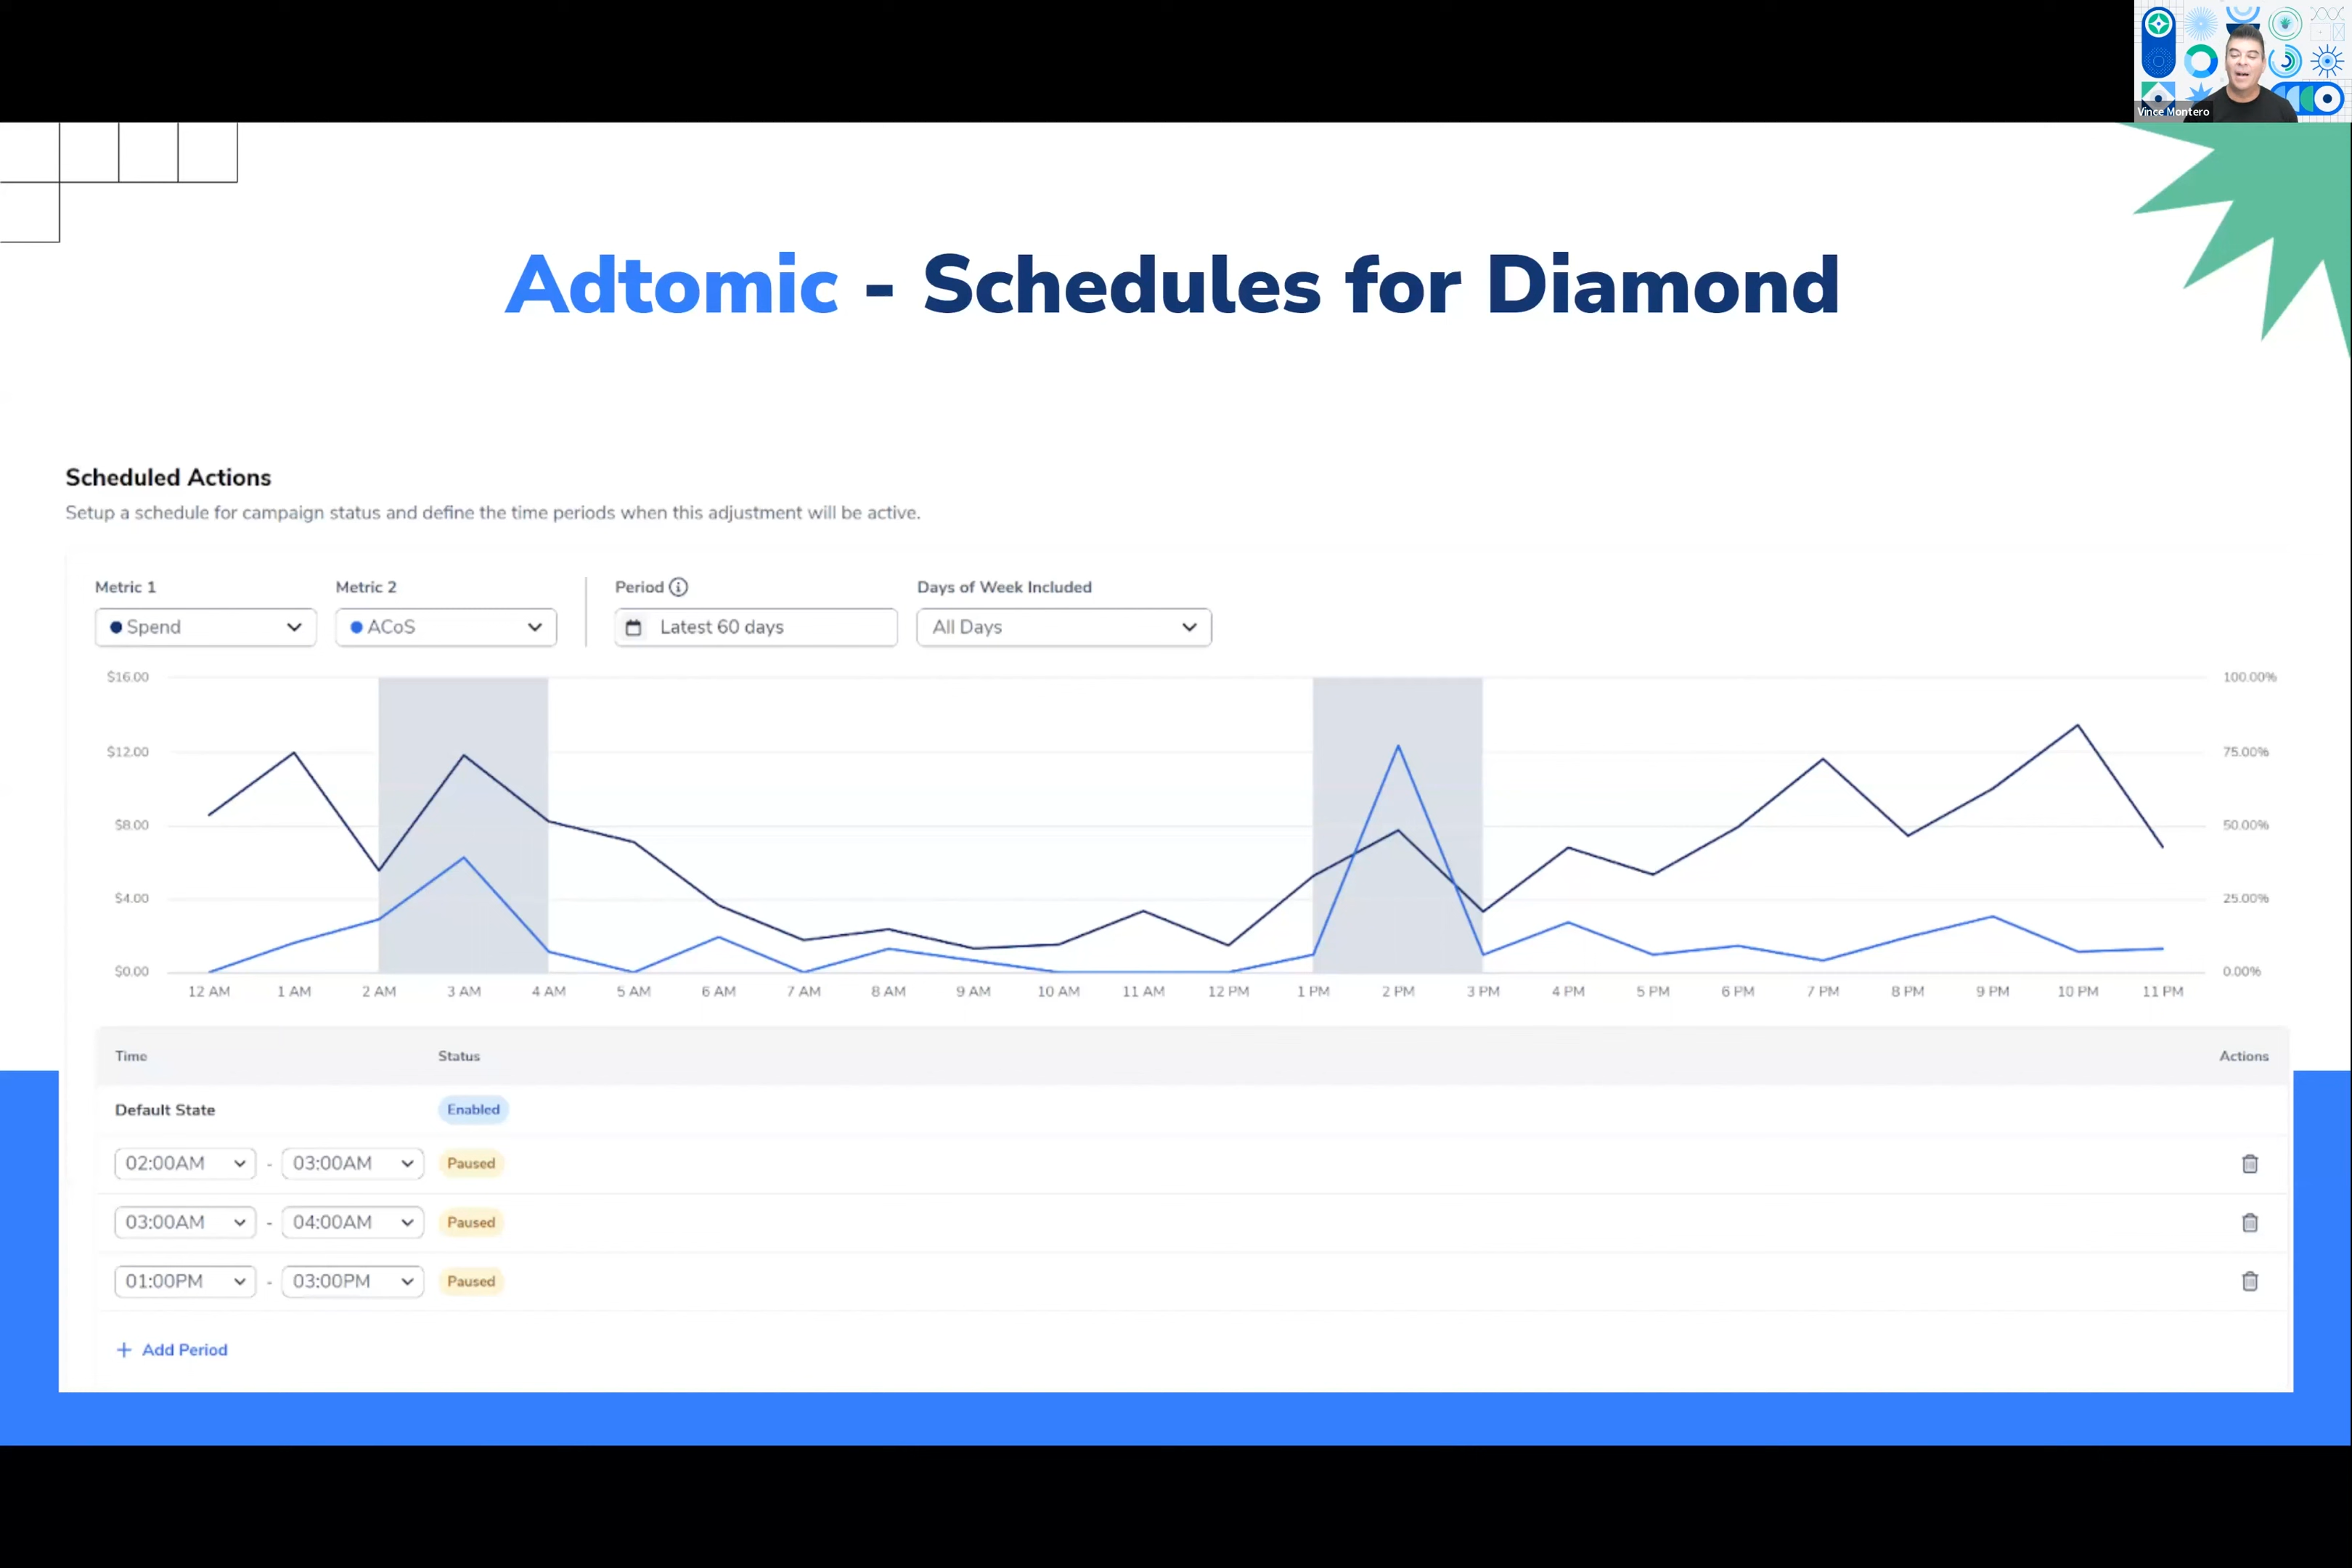 Vince Montero
Adtomic - Schedules for Diamond
Scheduled Actions
Setup a schedule for campaign status and define the time periods when this adjustment will be active.
Metric 1 Metric 2 Period Days of Week Included
Spend ACoS Latest 60 days All Days
$16.00 100.00%
$12.00 75.00%
$8.00 50.00%
$4.00 25.00%
$0.00 0.00%
12 AM 1 AM 2 AM 3 AM 4 AM 5 AM 6 AM 7 AM 8 AM 9 AM 10 AM 11 AM 12 PM 1 PM 2 PM 3 PM 4 PM 5 PM 6 PM 7 PM 8 PM 9 PM 10 PM 11 PM
Time Status Actions
Default State Enabled
02:00AM - 03:00AM Paused
03:00AM - 04:00AM Paused
01:00PM - 03:00PM Paused
+ Add Period